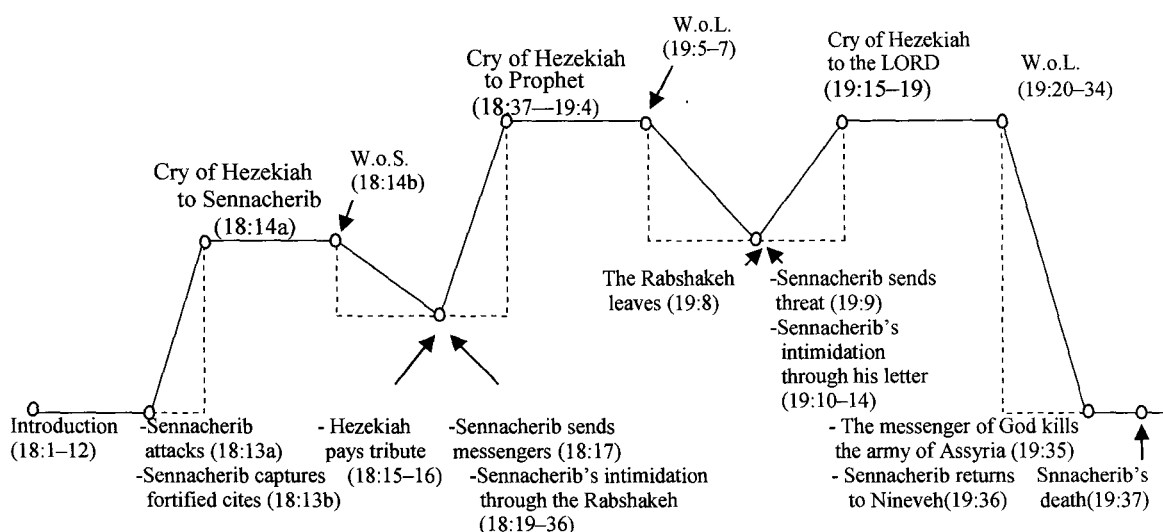 W.o.L.
(19:5–7)
Cry of Hezekiah
to Prophet
(18:37—19:4)
Cry of Hezekiah
to the LORD
(19:15–19)
W.o.L.
(19:20–34)
Cry of Hezekiah
to Sennacherib
(18:14a)
W.o.S.
(18:14b)
The Rabshakeh
leaves (19:8)
-Sennacherib sends
threat (19:9)
-Sennacherib's
intimidation
through his letter
(19:10–14)
Introduction
(18:1–12)
-Sennacherib
attacks (18:13a)
-Sennacherib captures
fortified cites (18:13b)
- Hezekiah
pays tribute
(18:15–16)
-Sennacherib sends
messengers (18:17)
-Sennacherib's intimidation
through the Rabshakeh
(18:19–36)
- The messenger of God kills
the army of Assyria (19:35)
- Sennacherib returns
to Nineveh(19:36)
Snnacherib's
death(19:37)